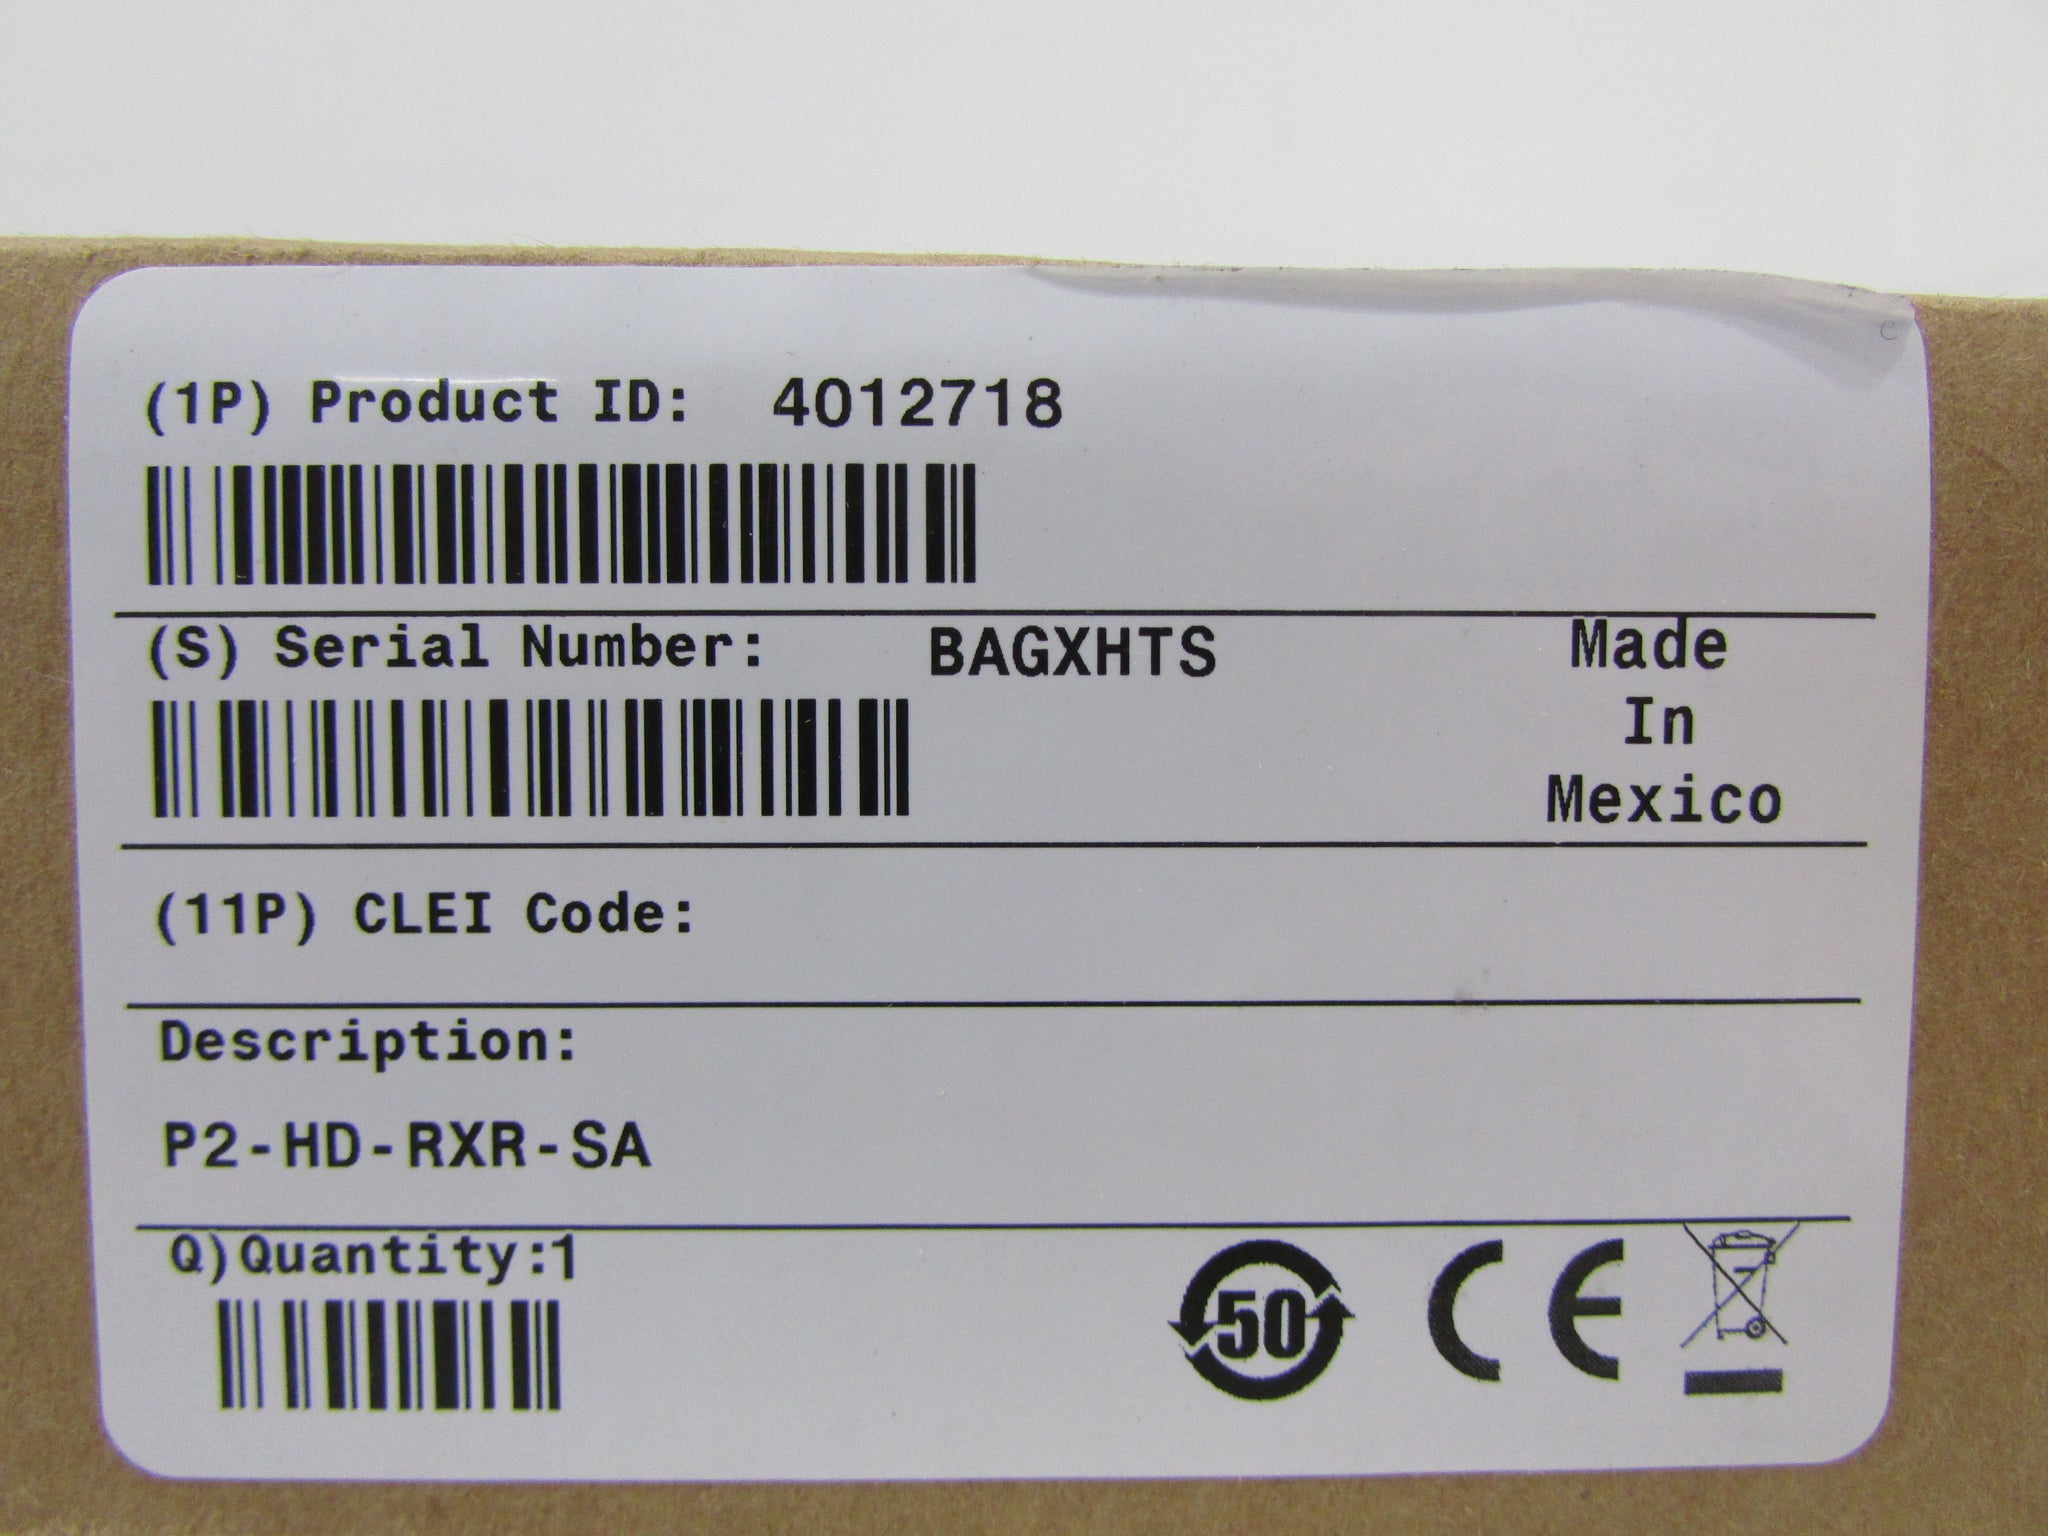 (1P) Product ID: 4012718
(S) Serial Number: BAGXHTS
Made
In
Mexico
(11P) CLEI Code:
Description:
P2-HD-RXR-SA
Q)Quantity:1
50
CE